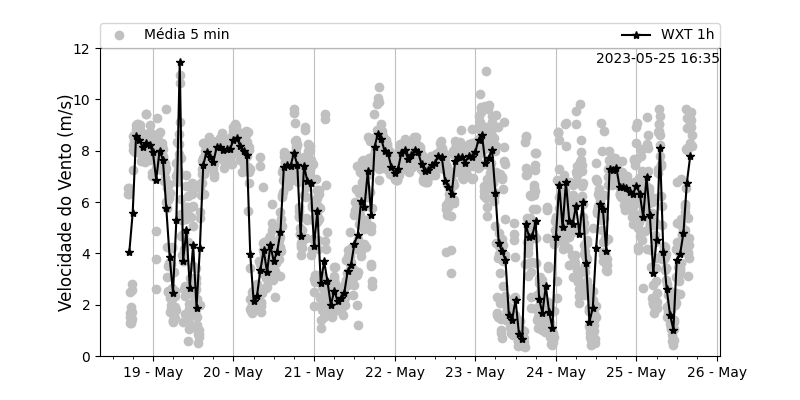 Média 5 min
WXT 1h
2023-05-25 16:35
Velocidade do Vento (m/s)
12
10
8
6
4
2
0
19 - May 20 - May 21 - May 22 - May 23 - May 24 - May 25 - May 26 - May